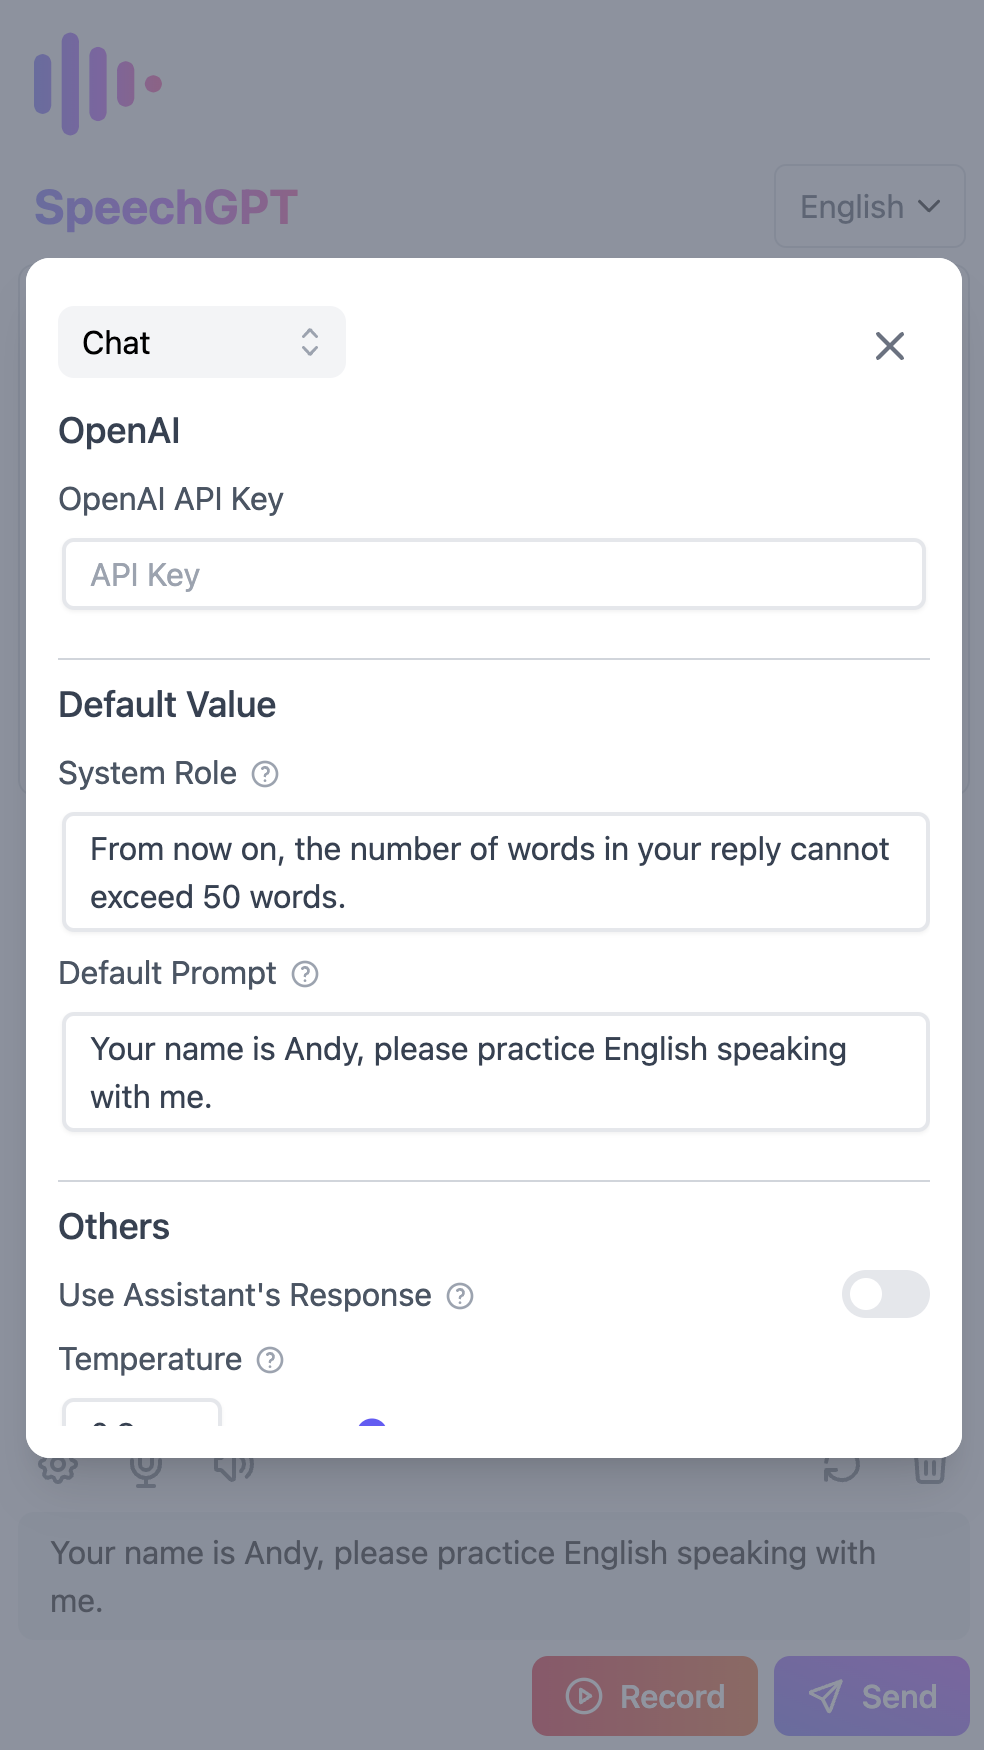 SpeechGPT
English
Chat
OpenAI
OpenAI API Key
API Key
Default Value
System Role
From now on, the number of words in your reply cannot
exceed 50 words.
Default Prompt
Your name is Andy, please practice English speaking
with me.
Others
Use Assistant's Response
Temperature
Your name is Andy, please practice English speaking with
me.
Record
Send